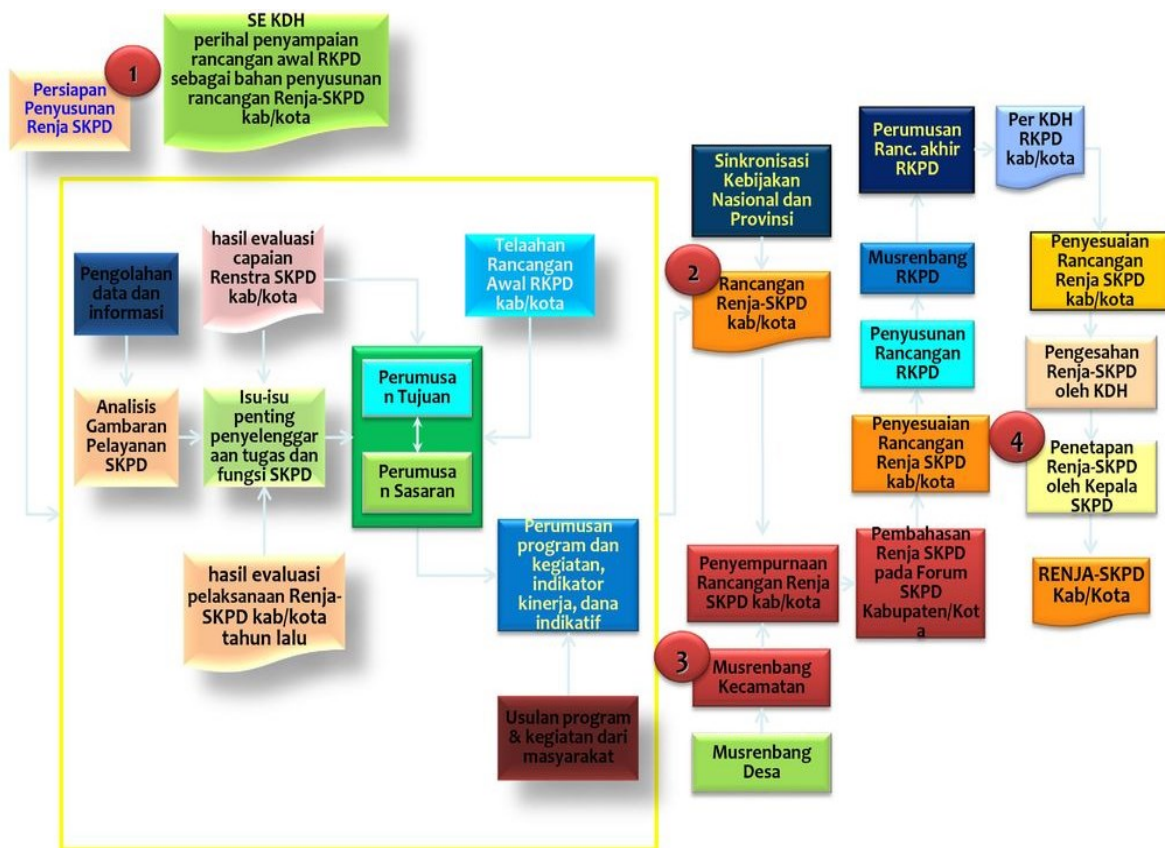 1
SE KDH
perihal penyampaian
rancangan awal RKPD
sebagai bahan penyusunan
rancangan Renja-SKPD
kab/kota
Persiapan
Penyusunan
Renja SKPD
Pengolahan
data dan
informasi
hasil evaluasi
capaian
Renstra SKPD
kab/kota
Telaahan
Rancangan
Awal RKPD
kab/kota
Analisis
Gambaran
Pelayanan
SKPD
Isu-isu
penting
penyelenggar
aan tugas dan
fungsi SKPD
Perumusa
n Tujuan
Perumusa
n Sasaran
hasil evaluasi
pelaksanaan Renja-
SKPD kab/kota
tahun lalu
Perumusan
program dan
kegiatan,
indikator
kinerja, dana
indikatif
Usulan program
& kegiatan dari
masyarakat
Sinkronisasi
Kebijakan
Nasional dan
Provinsi
2
Rancangan
Renja-SKPD
kab/kota
Penyempurnaan
Rancangan Renja
SKPD kab/kota
3
Musrenbang
Kecamatan
Musrenbang
Desa
Perumusan
Ranc. akhir
RKPD
Musrenbang
RKPD
Penyusunan
Rancangan
RKPD
Penyesuaian
Rancangan
Renja SKPD
kab/kota
Pembahasan
Renja SKPD
pada Forum
SKPD
Kabupaten/Kot
a
Per KDH
RKPD
kab/kota
Penyesuaian
Rancangan
Renja SKPD
kab/kota
Pengesahan
Renja-SKPD
oleh KDH
4
Penetapan
Renja-SKPD
oleh Kepala
SKPD
RENJA-SKPD
Kab/Kota